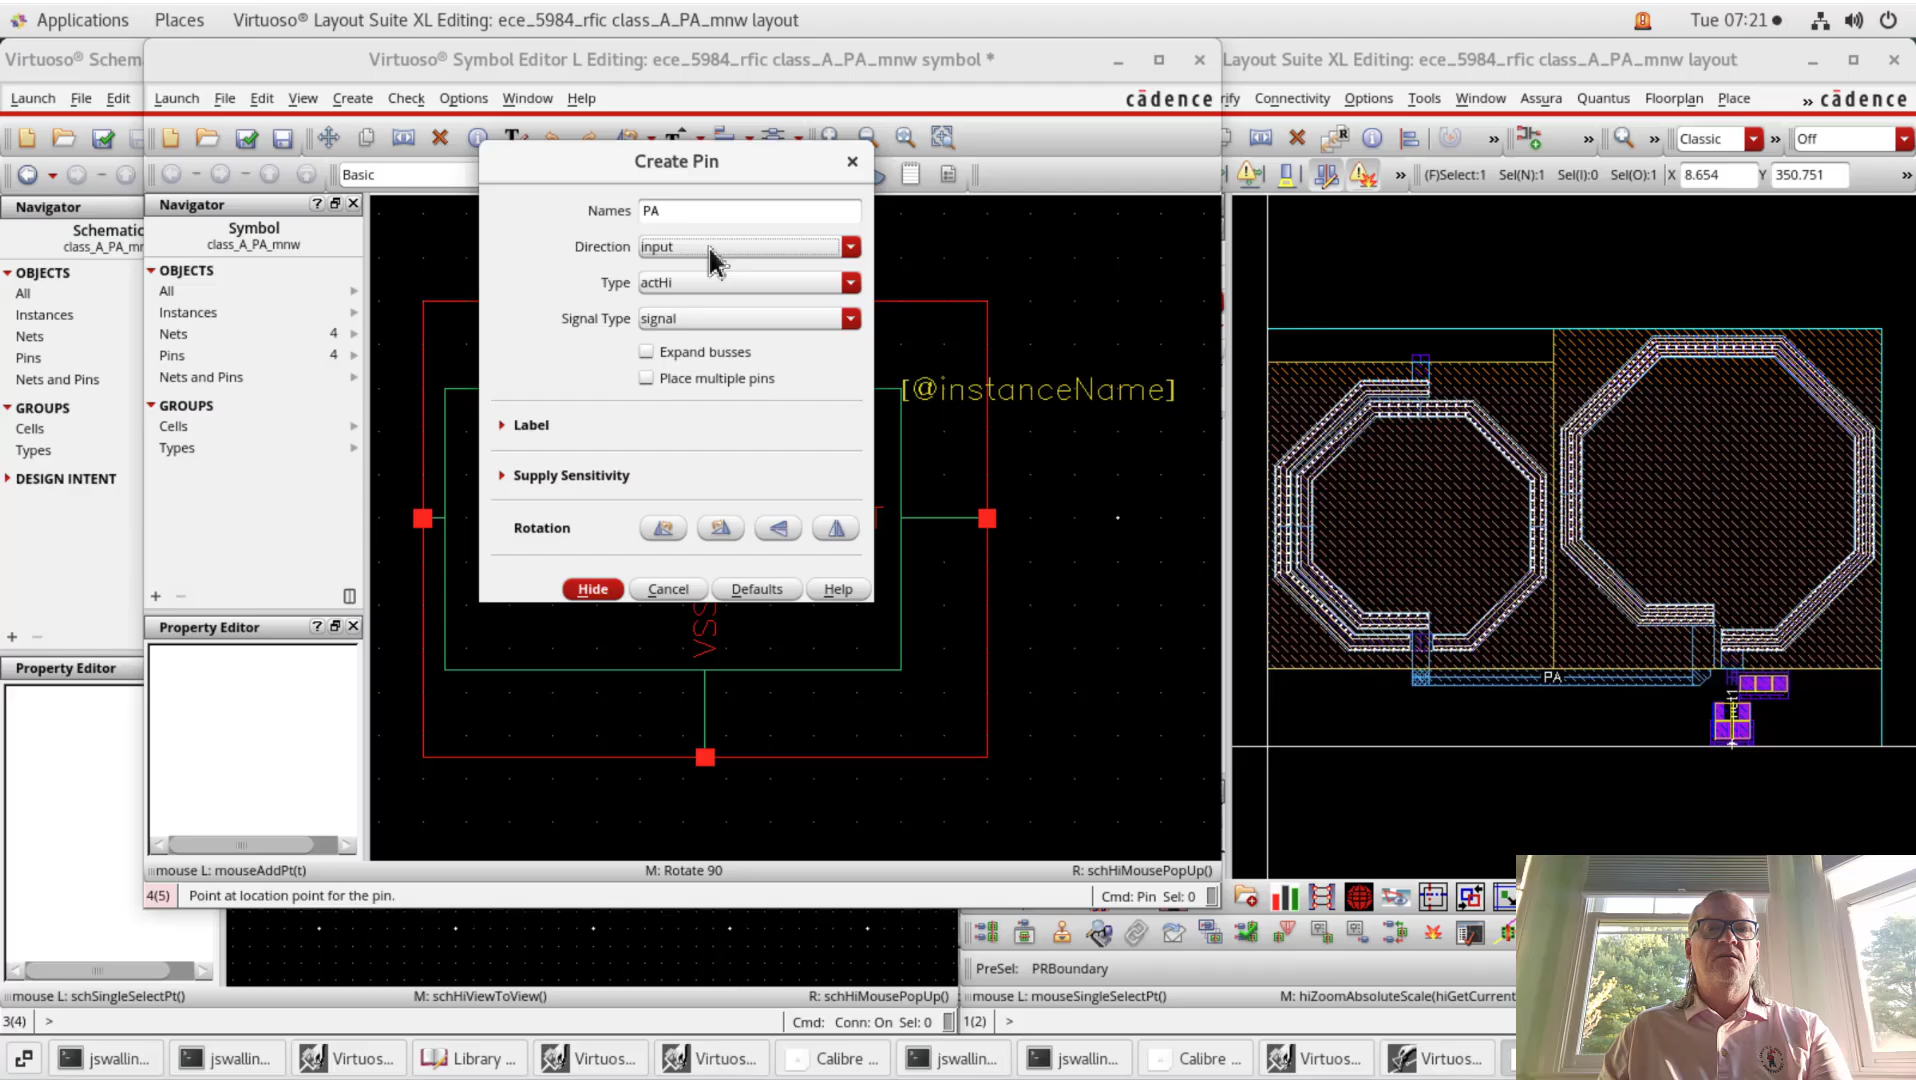 Applications Places Virtuoso® Layout Suite XL Editing: ece_5984_rfic class_A_PA_mnw layout Tue 07:21
Virtuoso® Schem
Virtuoso® Symbol Editor L Editing: ece_5984_rfic class_A_PA_mnw symbol *
Layout Suite XL Editing: ece_5984_rfic class_A_PA_mnw layout
Launch File Edit
Launch File Edit View Create Check Options Window Help cādence
rify Connectivity Options Tools Window Assura Quantus Floorplan Place » cādence
Classic Off
Basic
(F)Select:1 Sel(N):1 Sel(I):0 Sel(O):1 X 8.654 Y 350.751
Navigator
Schematic
class_A_PA_m
OBJECTS
All
Instances
Nets
Pins
Nets and Pins
GROUPS
Cells
Types
DESIGN INTENT
Property Editor
Navigator
Symbol
class_A_PA_mnw
OBJECTS
All
Instances
Nets 4
Pins 4
Nets and Pins
GROUPS
Cells
Types
Property Editor
Create Pin
Names PA
Direction input
Type actHi
Signal Type signal
Expand busses
Place multiple pins
Label
Supply Sensitivity
Rotation
Hide Cancel Defaults Help
[@instanceName]
VSS
PA
mouse L: mouseAddPt(t) M: Rotate 90 R: schHiMousePopUp()
4(5) Point at location point for the pin. Cmd: Pin Sel: 0
PreSel: PRBoundary
mouse L: schSingleSelectPt() M: schHiViewToView() R: schHiMousePopUp()
mouse L: mouseSingleSelectPt() M: hiZoomAbsoluteScale(hiGetCurrent
3(4) > Cmd: Conn: On Sel: 0
1(2) >
jswallin... jswallin... Virtuos... Library ... Virtuos... Virtuos... Calibre ... jswallin... jswallin... Calibre ... Virtuos... Virtuos...